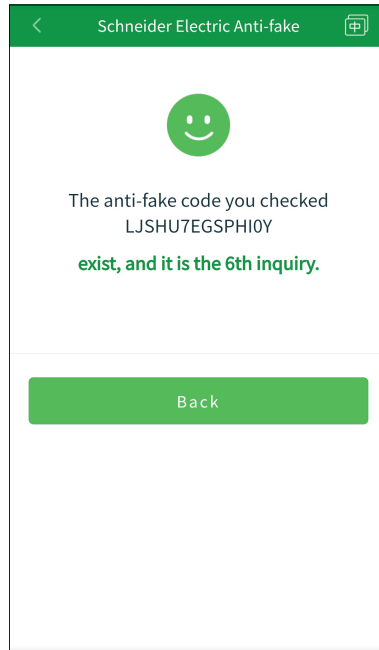 Schneider Electric Anti-fake
中
The anti-fake code you checked
LJSHU7EGSPHI0Y
exist, and it is the 6th inquiry.
Back